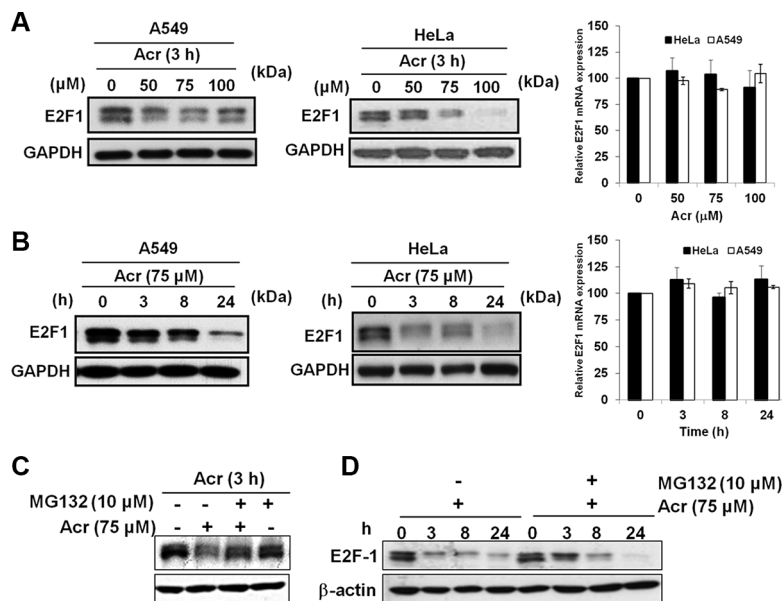 A
A549
Acr (3 h)
(µM) 0 50 75 100 (kDa)
E2F1
GAPDH
HeLa
Acr (3 h)
(µM) 0 50 75 100 (kDa)
E2F1
GAPDH
Relative E2F1 mRNA expression
150
125
100
75
50
25
0
HeLa A549
0 50 75 100
Acr (µM)
B
A549
Acr (75 µM)
(h) 0 3 8 24 (kDa)
E2F1
GAPDH
HeLa
Acr (75 µM)
(h) 0 3 8 24 (kDa)
E2F1
GAPDH
Relative E2F1 mRNA expression
150
125
100
75
50
25
0
HeLa A549
0 3 8 24
Time (h)
C
Acr (3 h)
MG132 (10 µM) - - + +
Acr (75 µM) - + + -
D
- + MG132 (10 µM)
+ + Acr (75 µM)
h 0 3 8 24 0 3 8 24
E2F-1
β-actin